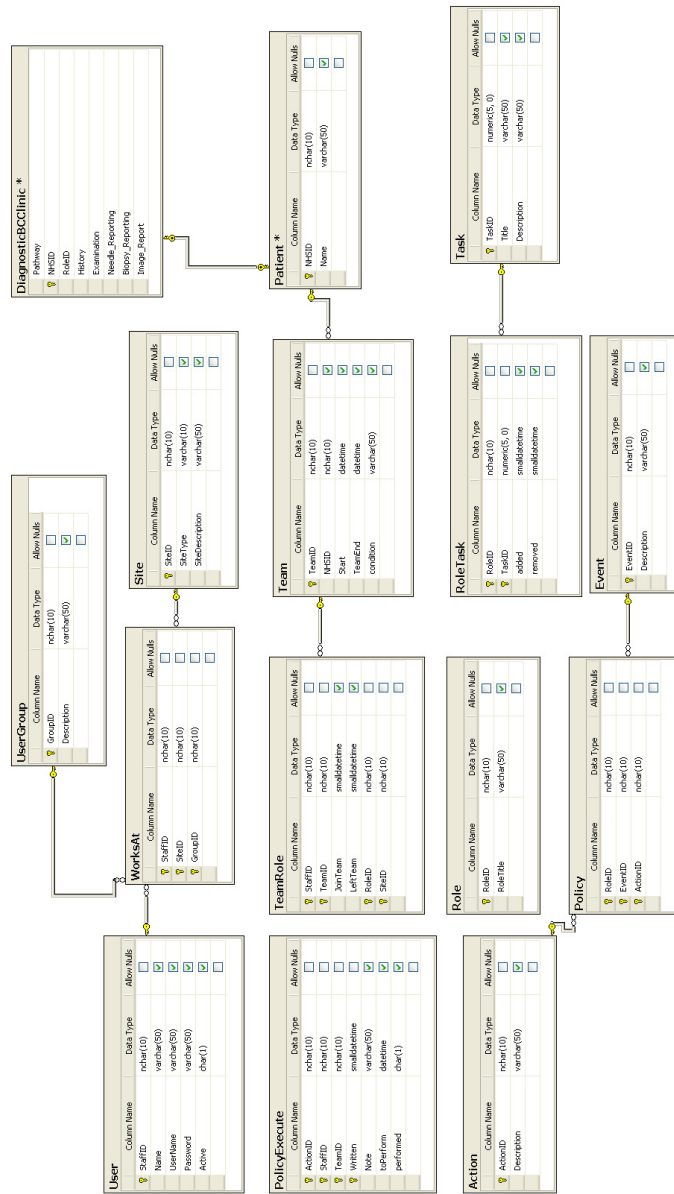 User
Column Name Data Type Allow Nulls
StaffID nchar(10)
Name varchar(50)
UserName varchar(50)
Password varchar(50)
Active char(1)
WorksAt
Column Name Data Type Allow Nulls
StaffID nchar(10)
SiteID nchar(10)
GroupID nchar(10)
UserGroup
Column Name Data Type Allow Nulls
GroupID nchar(10)
Description varchar(50)
Site
Column Name Data Type Allow Nulls
SiteID nchar(10)
SiteType varchar(10)
SiteDescription varchar(50)
DiagnosticBCClinic *
Pathway
NHSID
RoleID
History
Examination
Needle_Reporting
Biopsy_Reporting
Image_Report
PolicyExecute
Column Name Data Type Allow Nulls
ActionID nchar(10)
StaffID nchar(10)
TeamID nchar(10)
Written smalldatetime
Note varchar(50)
toPerform datetime
performed char(1)
TeamRole
Column Name Data Type Allow Nulls
StaffID nchar(10)
TeamID nchar(10)
JoinTeam smalldatetime
LeftTeam smalldatetime
RoleID nchar(10)
SiteID nchar(10)
Team
Column Name Data Type Allow Nulls
TeamID nchar(10)
NHSID nchar(10)
Start datetime
TeamEnd datetime
condition varchar(50)
Patient *
Column Name Data Type Allow Nulls
NHSID nchar(10)
Name varchar(50)
Role
Column Name Data Type Allow Nulls
RoleID nchar(10)
RoleTitle varchar(50)
RoleTask
Column Name Data Type Allow Nulls
RoleID nchar(10)
TaskID numeric(5, 0)
added smalldatetime
removed smalldatetime
Task
Column Name Data Type Allow Nulls
TaskID numeric(5, 0)
Title varchar(50)
Description varchar(50)
Action
Column Name Data Type Allow Nulls
ActionID nchar(10)
Description varchar(50)
Policy
Column Name Data Type Allow Nulls
RoleID nchar(10)
EventID nchar(10)
ActionID nchar(10)
Event
Column Name Data Type Allow Nulls
EventID nchar(10)
Description varchar(50)